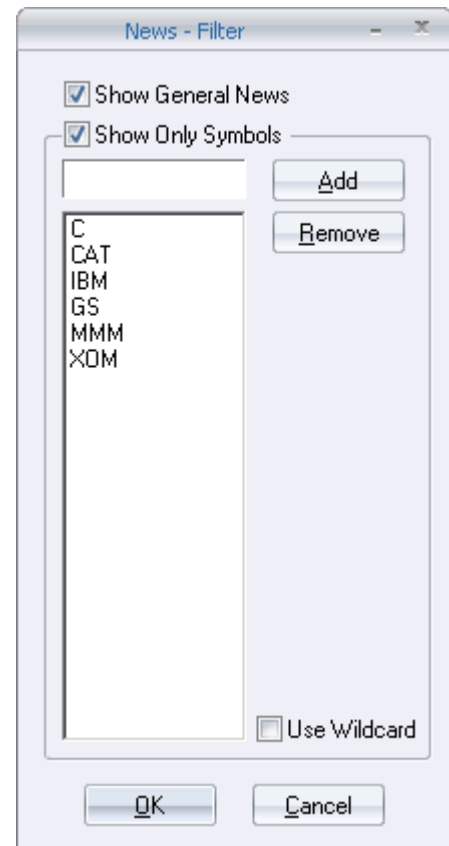 News - Filter
Show General News
Show Only Symbols
Add
Remove
C
CAT
IBM
GS
MMM
XOM
Use Wildcard
OK
Cancel